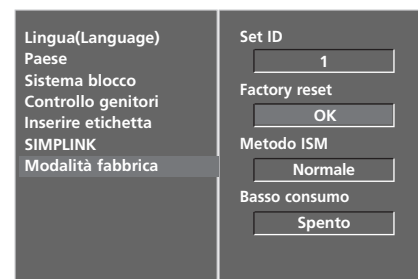 Lingua(Language)
Paese
Sistema blocco
Controllo genitori
Inserire etichetta
SIMPLINK
Modalità fabbrica
Set ID
1
Factory reset
OK
Metodo ISM
Normale
Basso consumo
Spento